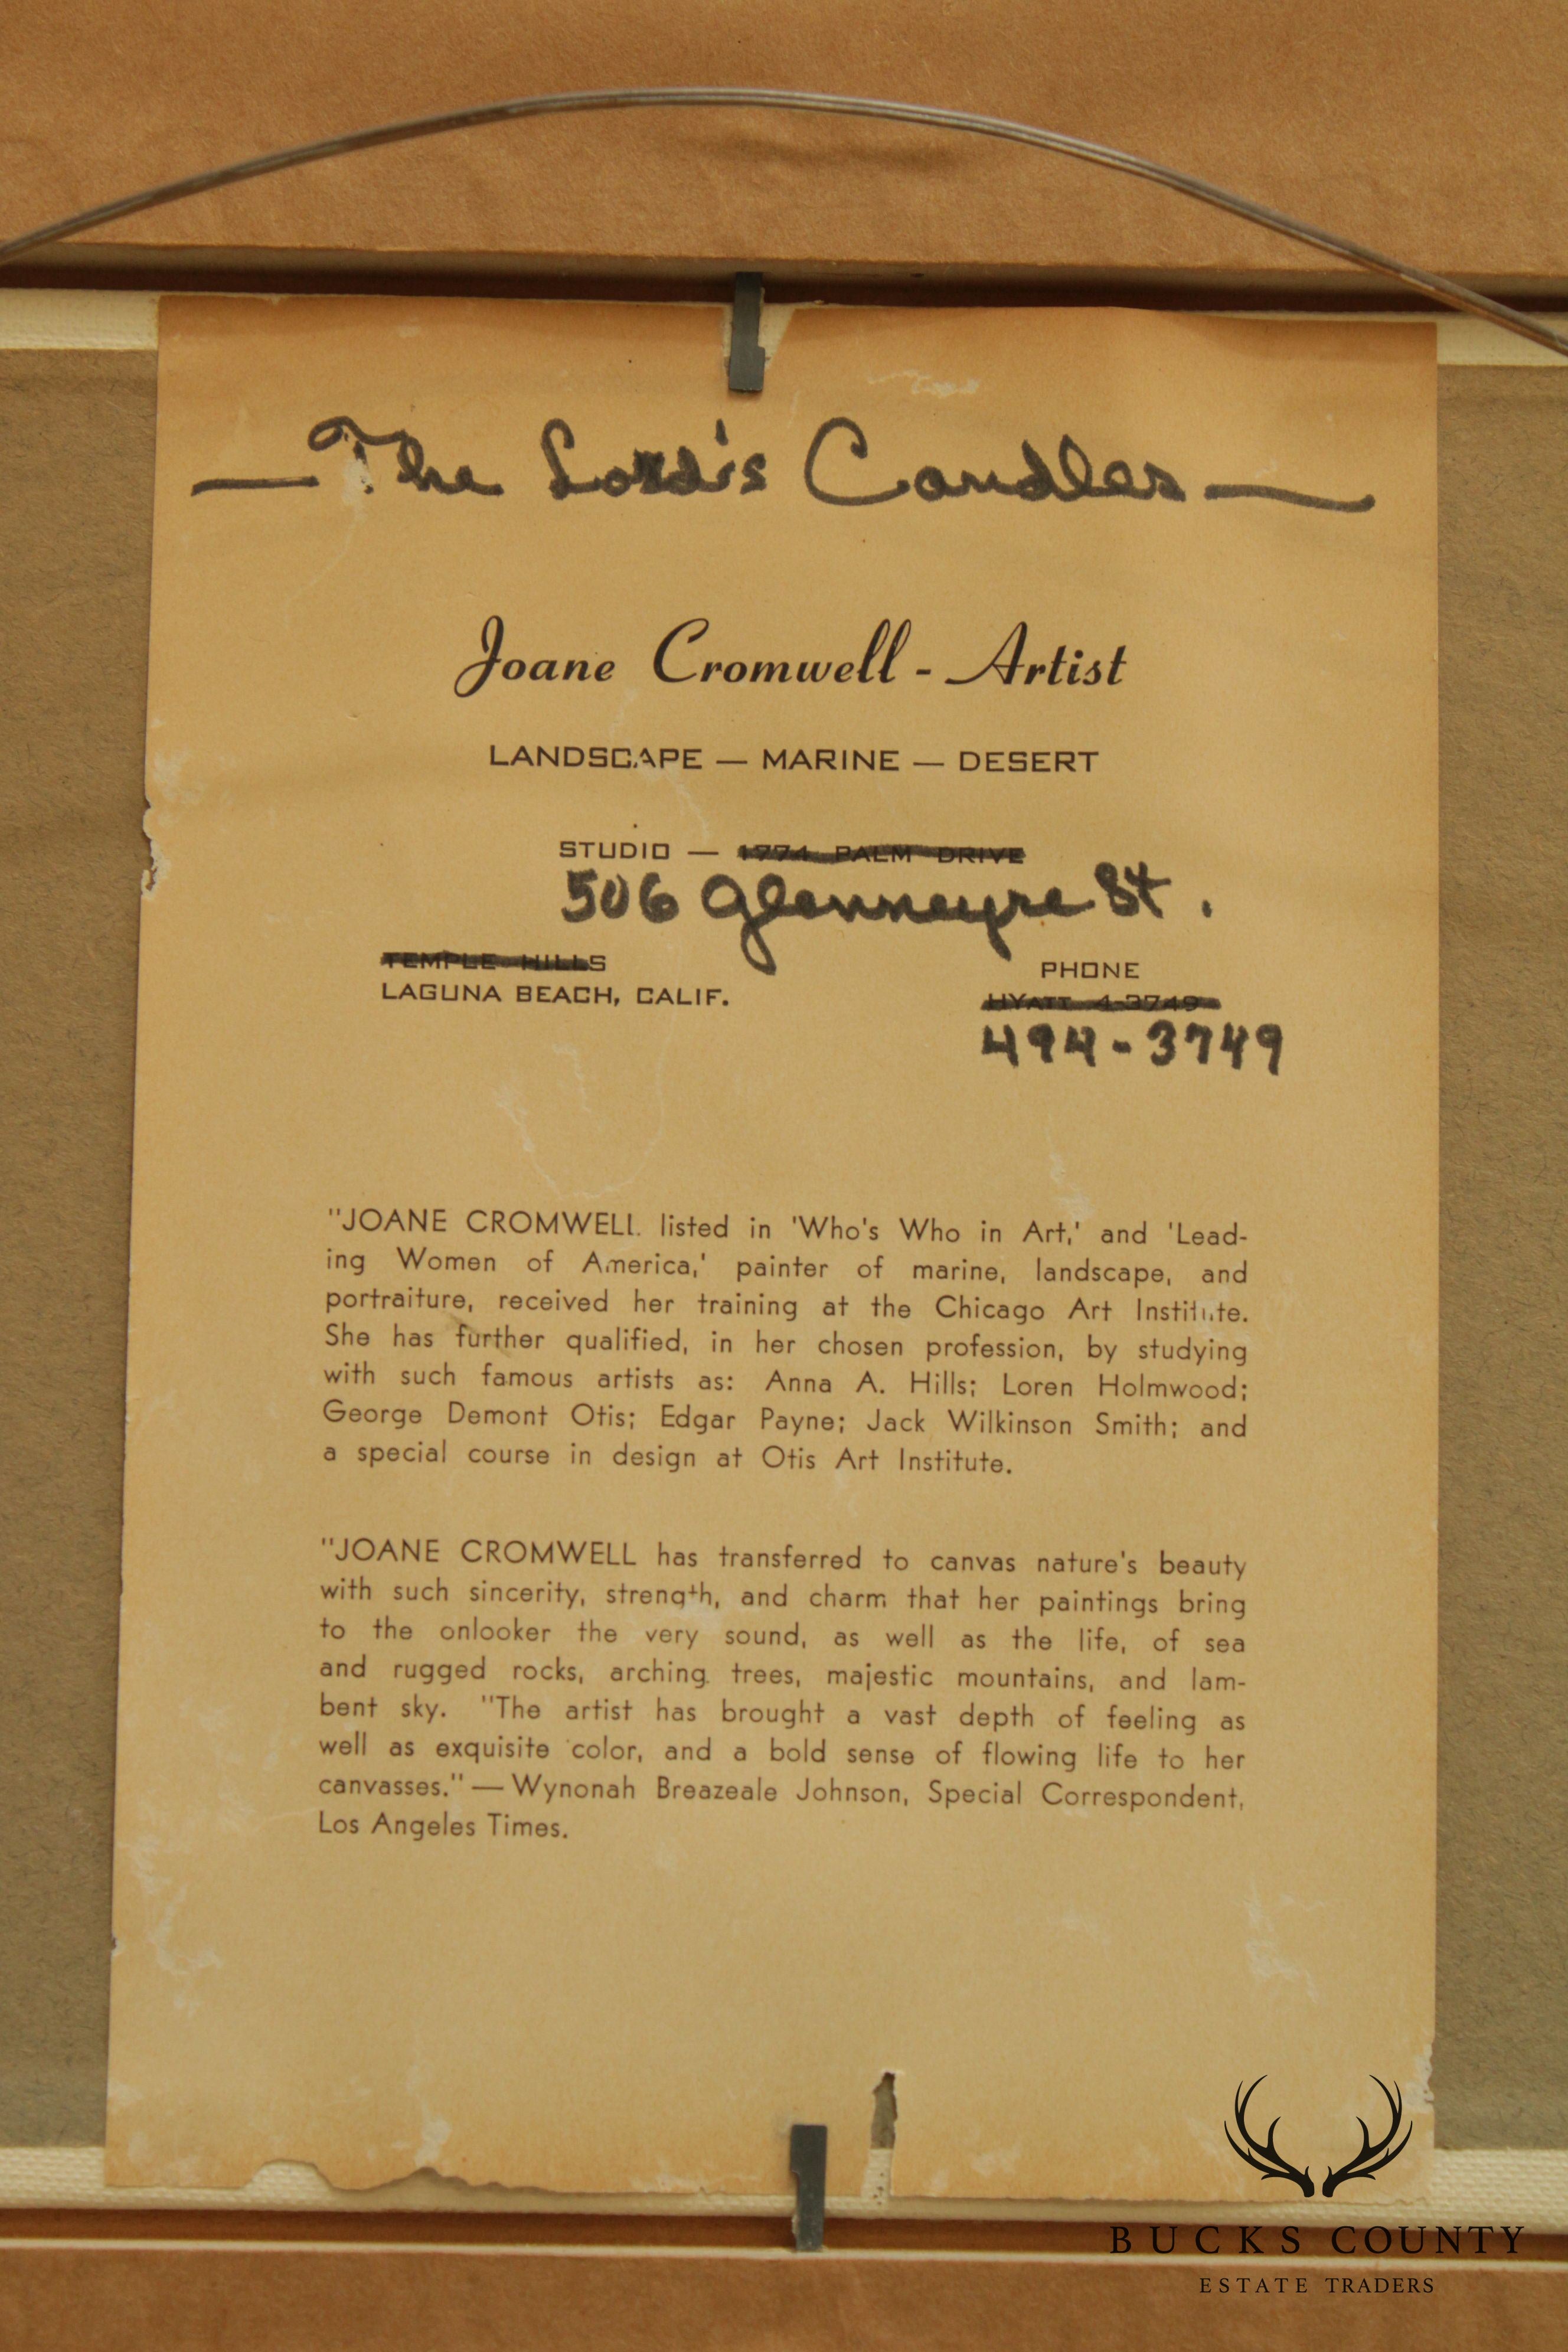 —The Lord's Candles—
Joane Cromwell - Artist
LANDSCAPE — MARINE — DESERT
STUDIO — 1774 PALM DRIVE
506 Glenneyre St.
TEMPLE HILLS
LAGUNA BEACH, CALIF.
PHONE
HYATT 4-3749
494-3749
"JOANE CROMWELL listed in 'Who's Who in Art,' and 'Lead-
ing Women of America,' painter of marine, landscape, and
portraiture, received her training at the Chicago Art Institute.
She has further qualified, in her chosen profession, by studying
with such famous artists as: Anna A. Hills; Loren Holmwood;
George Demont Otis; Edgar Payne; Jack Wilkinson Smith; and
a special course in design at Otis Art Institute.
"JOANE CROMWELL has transferred to canvas nature's beauty
with such sincerity, strength, and charm that her paintings bring
to the onlooker the very sound, as well as the life, of sea
and rugged rocks, arching trees, majestic mountains, and lam-
bent sky. "The artist has brought a vast depth of feeling as
well as exquisite color, and a bold sense of flowing life to her
canvasses." — Wynonah Breazeale Johnson, Special Correspondent,
Los Angeles Times.
BUCKS COUNTY
ESTATE TRADERS